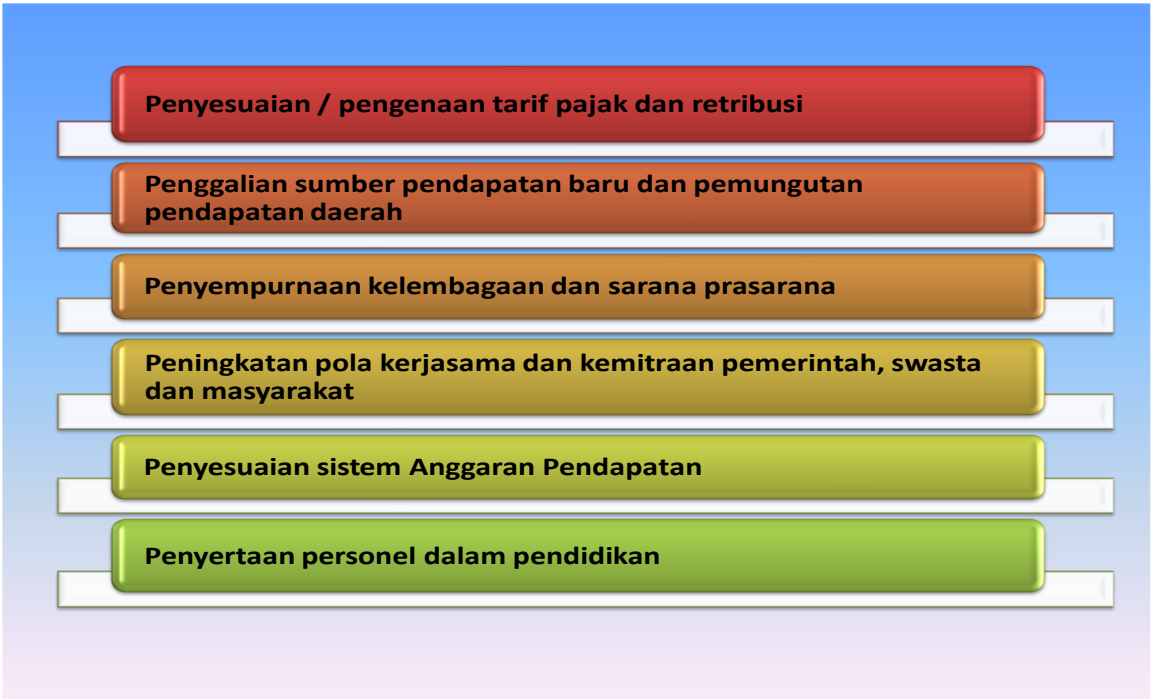 Penyesuaian / pengenaan tarif pajak dan retribusi
Penggalian sumber pendapatan baru dan pemungutan
pendapatan daerah
Penyempurnaan kelembagaan dan sarana prasarana
Peningkatan pola kerjasama dan kemitraan pemerintah, swasta
dan masyarakat
Penyesuaian sistem Anggaran Pendapatan
Penyertaan personel dalam pendidikan